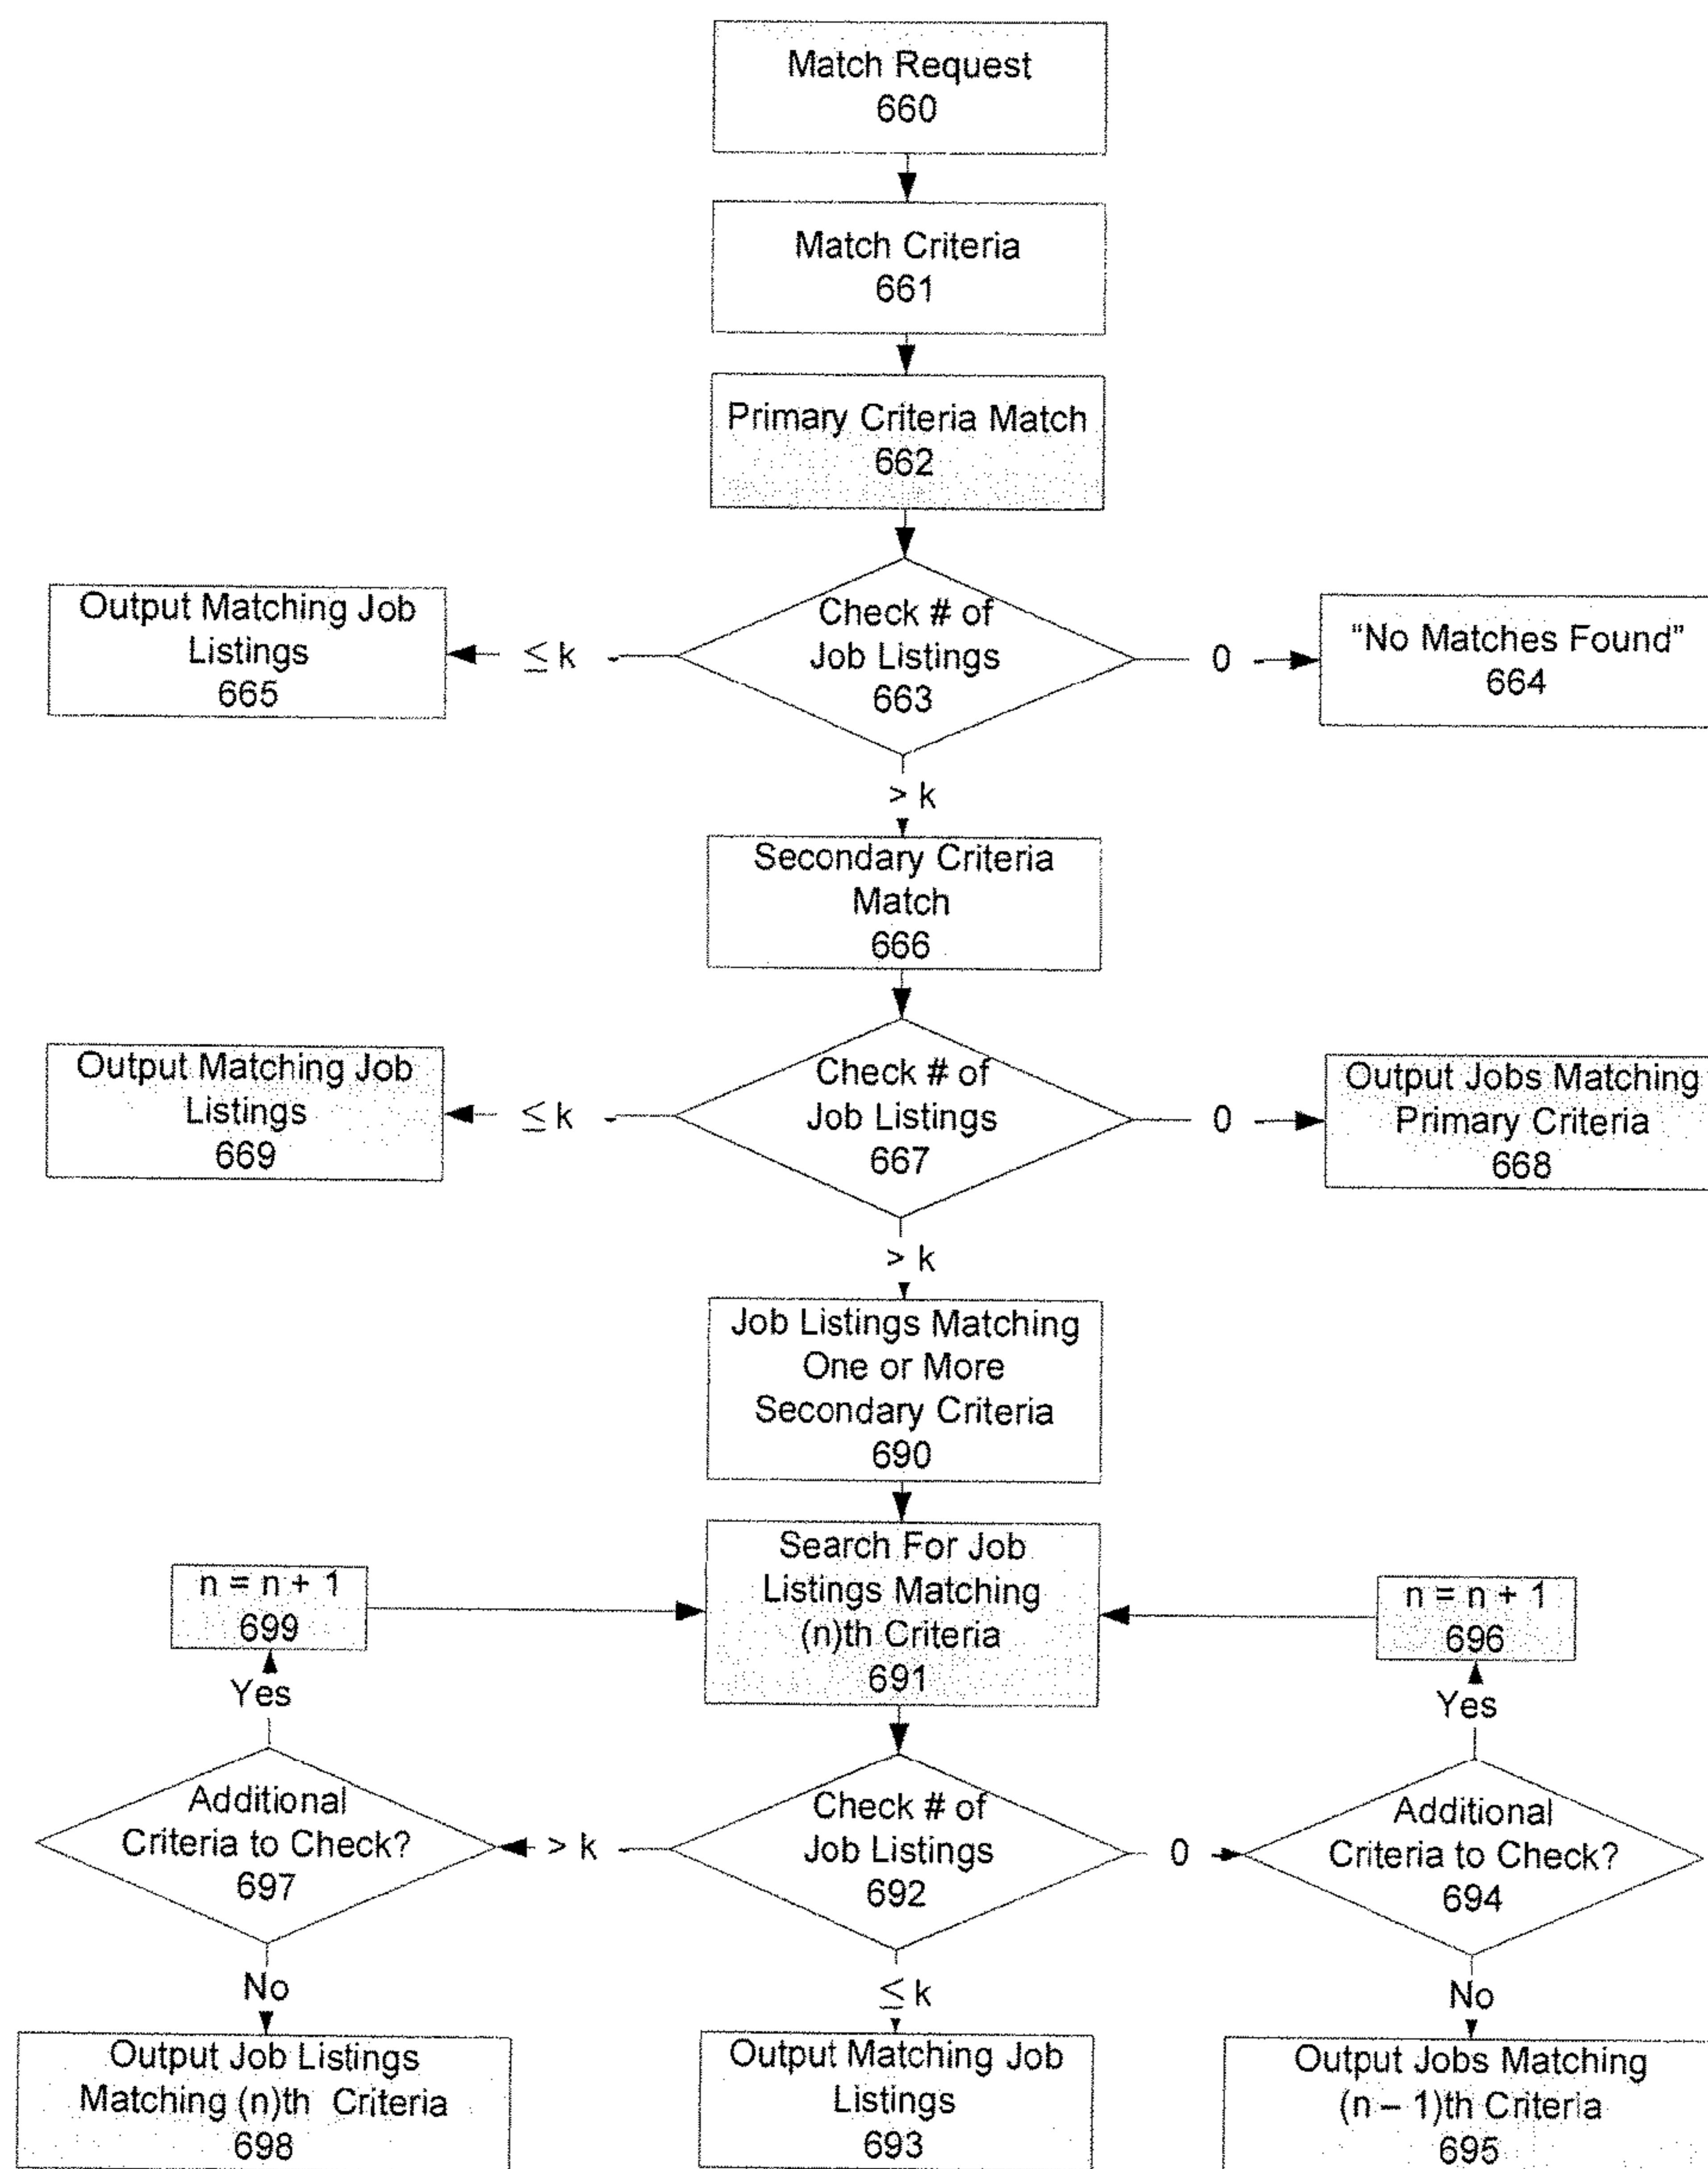 Match Request
660
Match Criteria
661
Primary Criteria Match
662
Output Matching Job
Listings
665
≤ k
Check # of
Job Listings
663
0
“No Matches Found”
664
> k
Secondary Criteria
Match
666
Output Matching Job
Listings
669
≤ k
Check # of
Job Listings
667
0
Output Jobs Matching
Primary Criteria
668
> k
Job Listings Matching
One or More
Secondary Criteria
690
Search For Job
Listings Matching
(n)th Criteria
691
n = n + 1
699
n = n + 1
696
Yes
Yes
Additional
Criteria to Check?
697
> k
Check # of
Job Listings
692
0
Additional
Criteria to Check?
694
No
≤ k
No
Output Job Listings
Matching (n)th Criteria
698
Output Matching Job
Listings
693
Output Jobs Matching
(n – 1)th Criteria
695